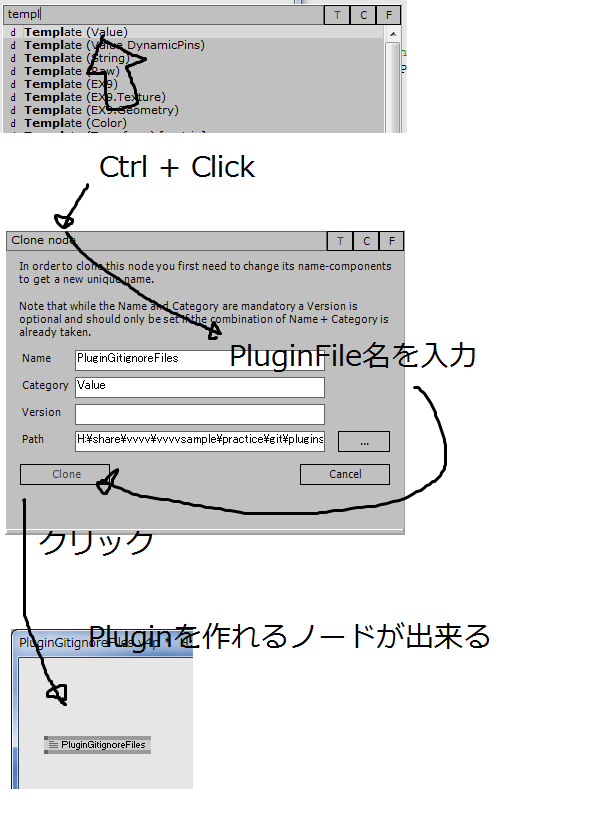 templ
T C F
d Template (Value)
d Template (Value DynamicPins)
d Template (String)
d Template (Raw)
d Template (EX9)
d Template (EX9.Texture)
d Template (EX9.Geometry)
d Template (Color)
Ctrl + Click
Clone node
T C F
In order to clone this node you first need to change its name-components
to get a new unique name.
Note that while the Name and Category are mandatory a Version is
optional and should only be set if the combination of Name + Category is
already taken.
Name PluginGitignoreFiles
PluginFile名を入力
Category Value
Version
Path H:¥share¥vvvv¥vvvvsample¥practice¥git¥plugins ...
Clone Cancel
クリック
Pluginを作れるノードが出来る
PluginGitignoreFiles.v4p *
PluginGitignoreFiles